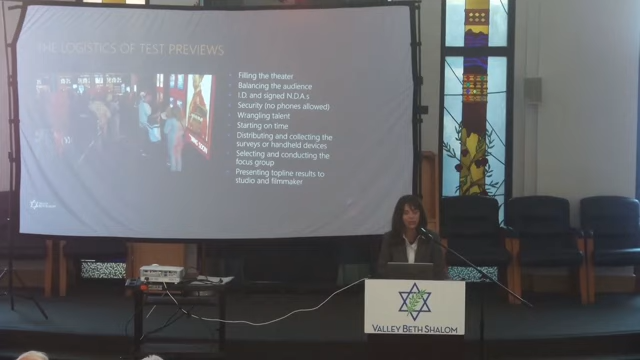 THE LOGISTICS OF TEST PREVIEWS
Filling the theater
Balancing the audience
I.D. and signed N.D.A.s
Security (no phones allowed)
Wrangling talent
Starting on time
Distributing and collecting the
surveys or handheld devices
Selecting and conducting the
focus group
Presenting topline results to
studio and filmmaker
VALLEY BETH SHALOM